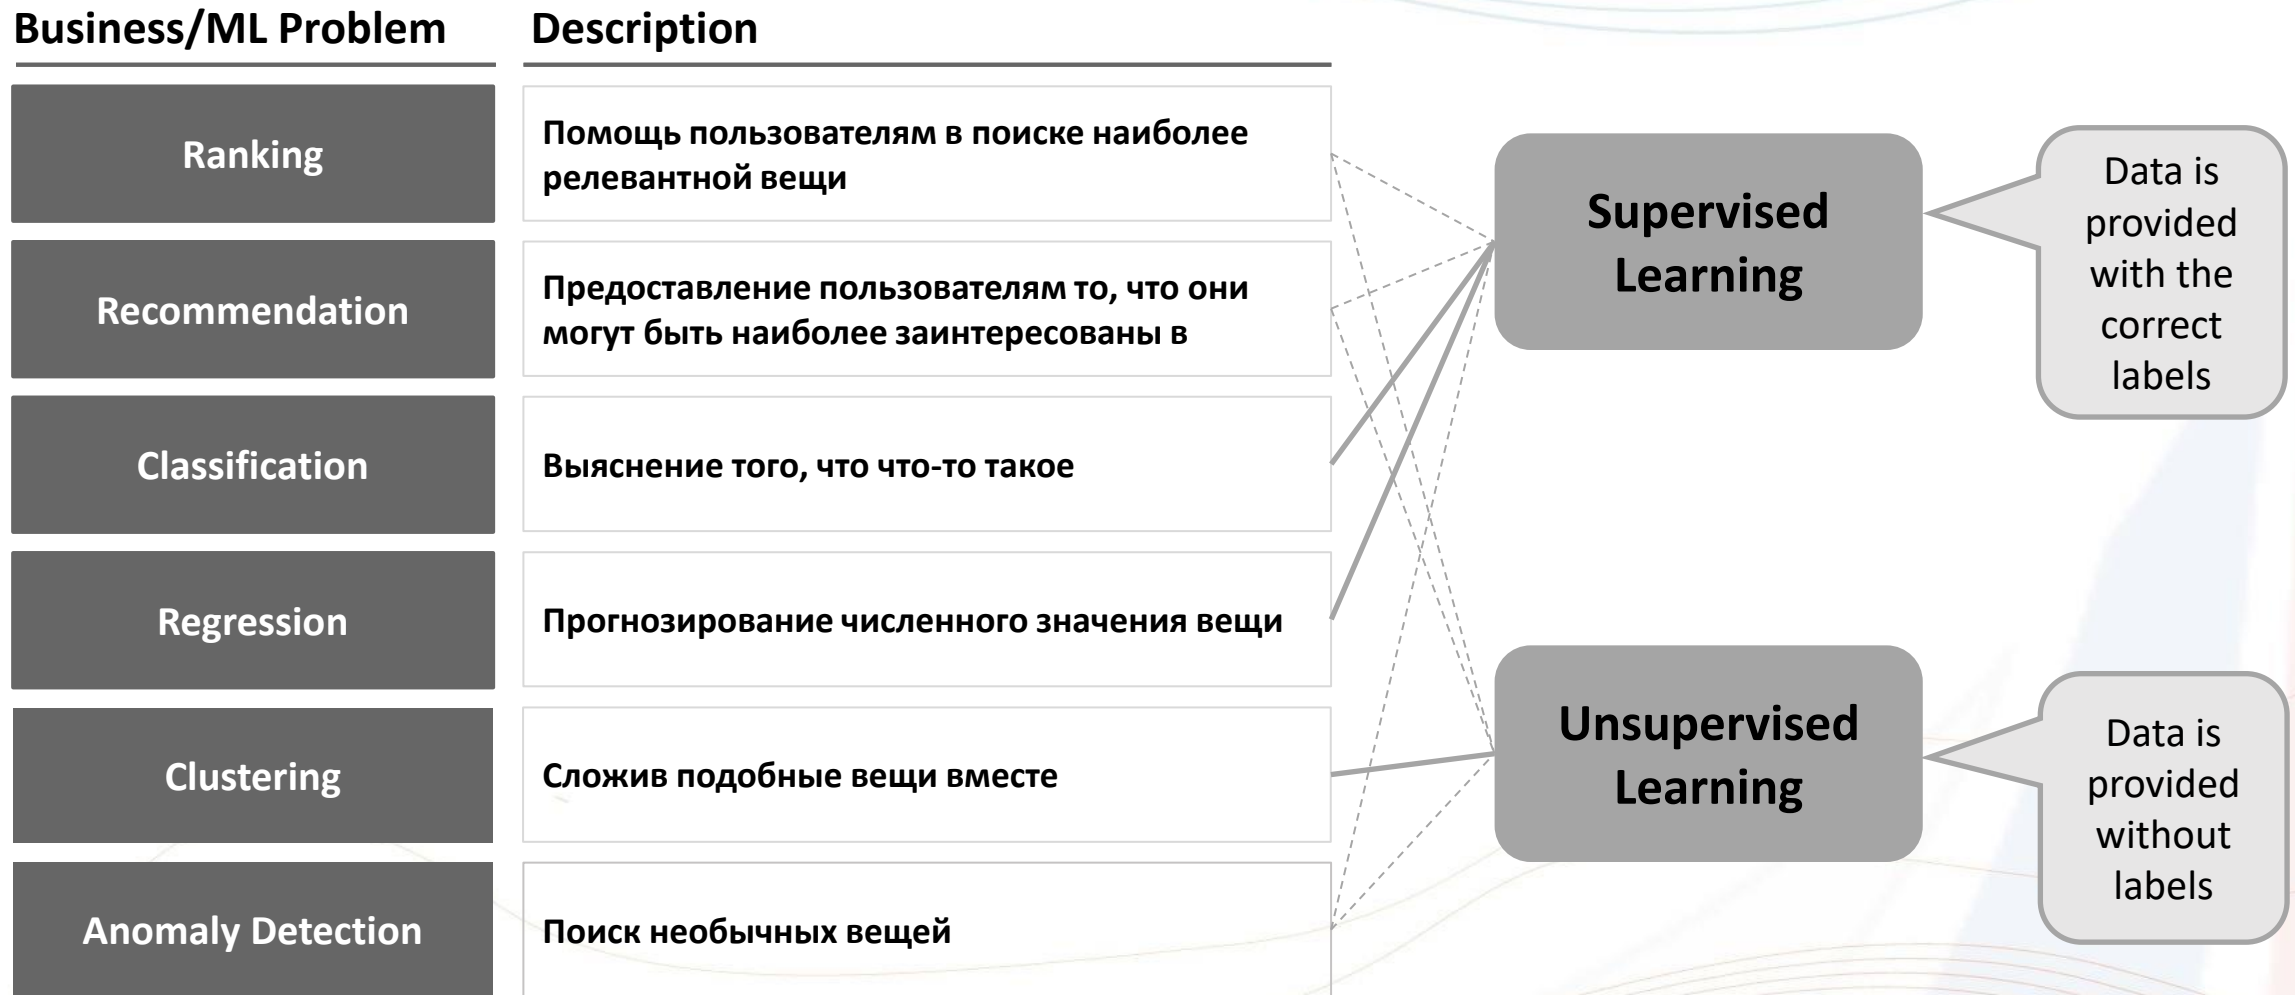 Business/ML Problem
Description
Ranking
Помощь пользователям в поиске наиболее
релевантной вещи
Recommendation
Предоставление пользователям то, что они
могут быть наиболее заинтересованы в
Classification
Выяснение того, что что-то такое
Regression
Прогнозирование численного значения вещи
Clustering
Сложив подобные вещи вместе
Anomaly Detection
Поиск необычных вещей
Supervised
Learning
Data is
provided
with the
correct
labels
Unsupervised
Learning
Data is
provided
without
labels